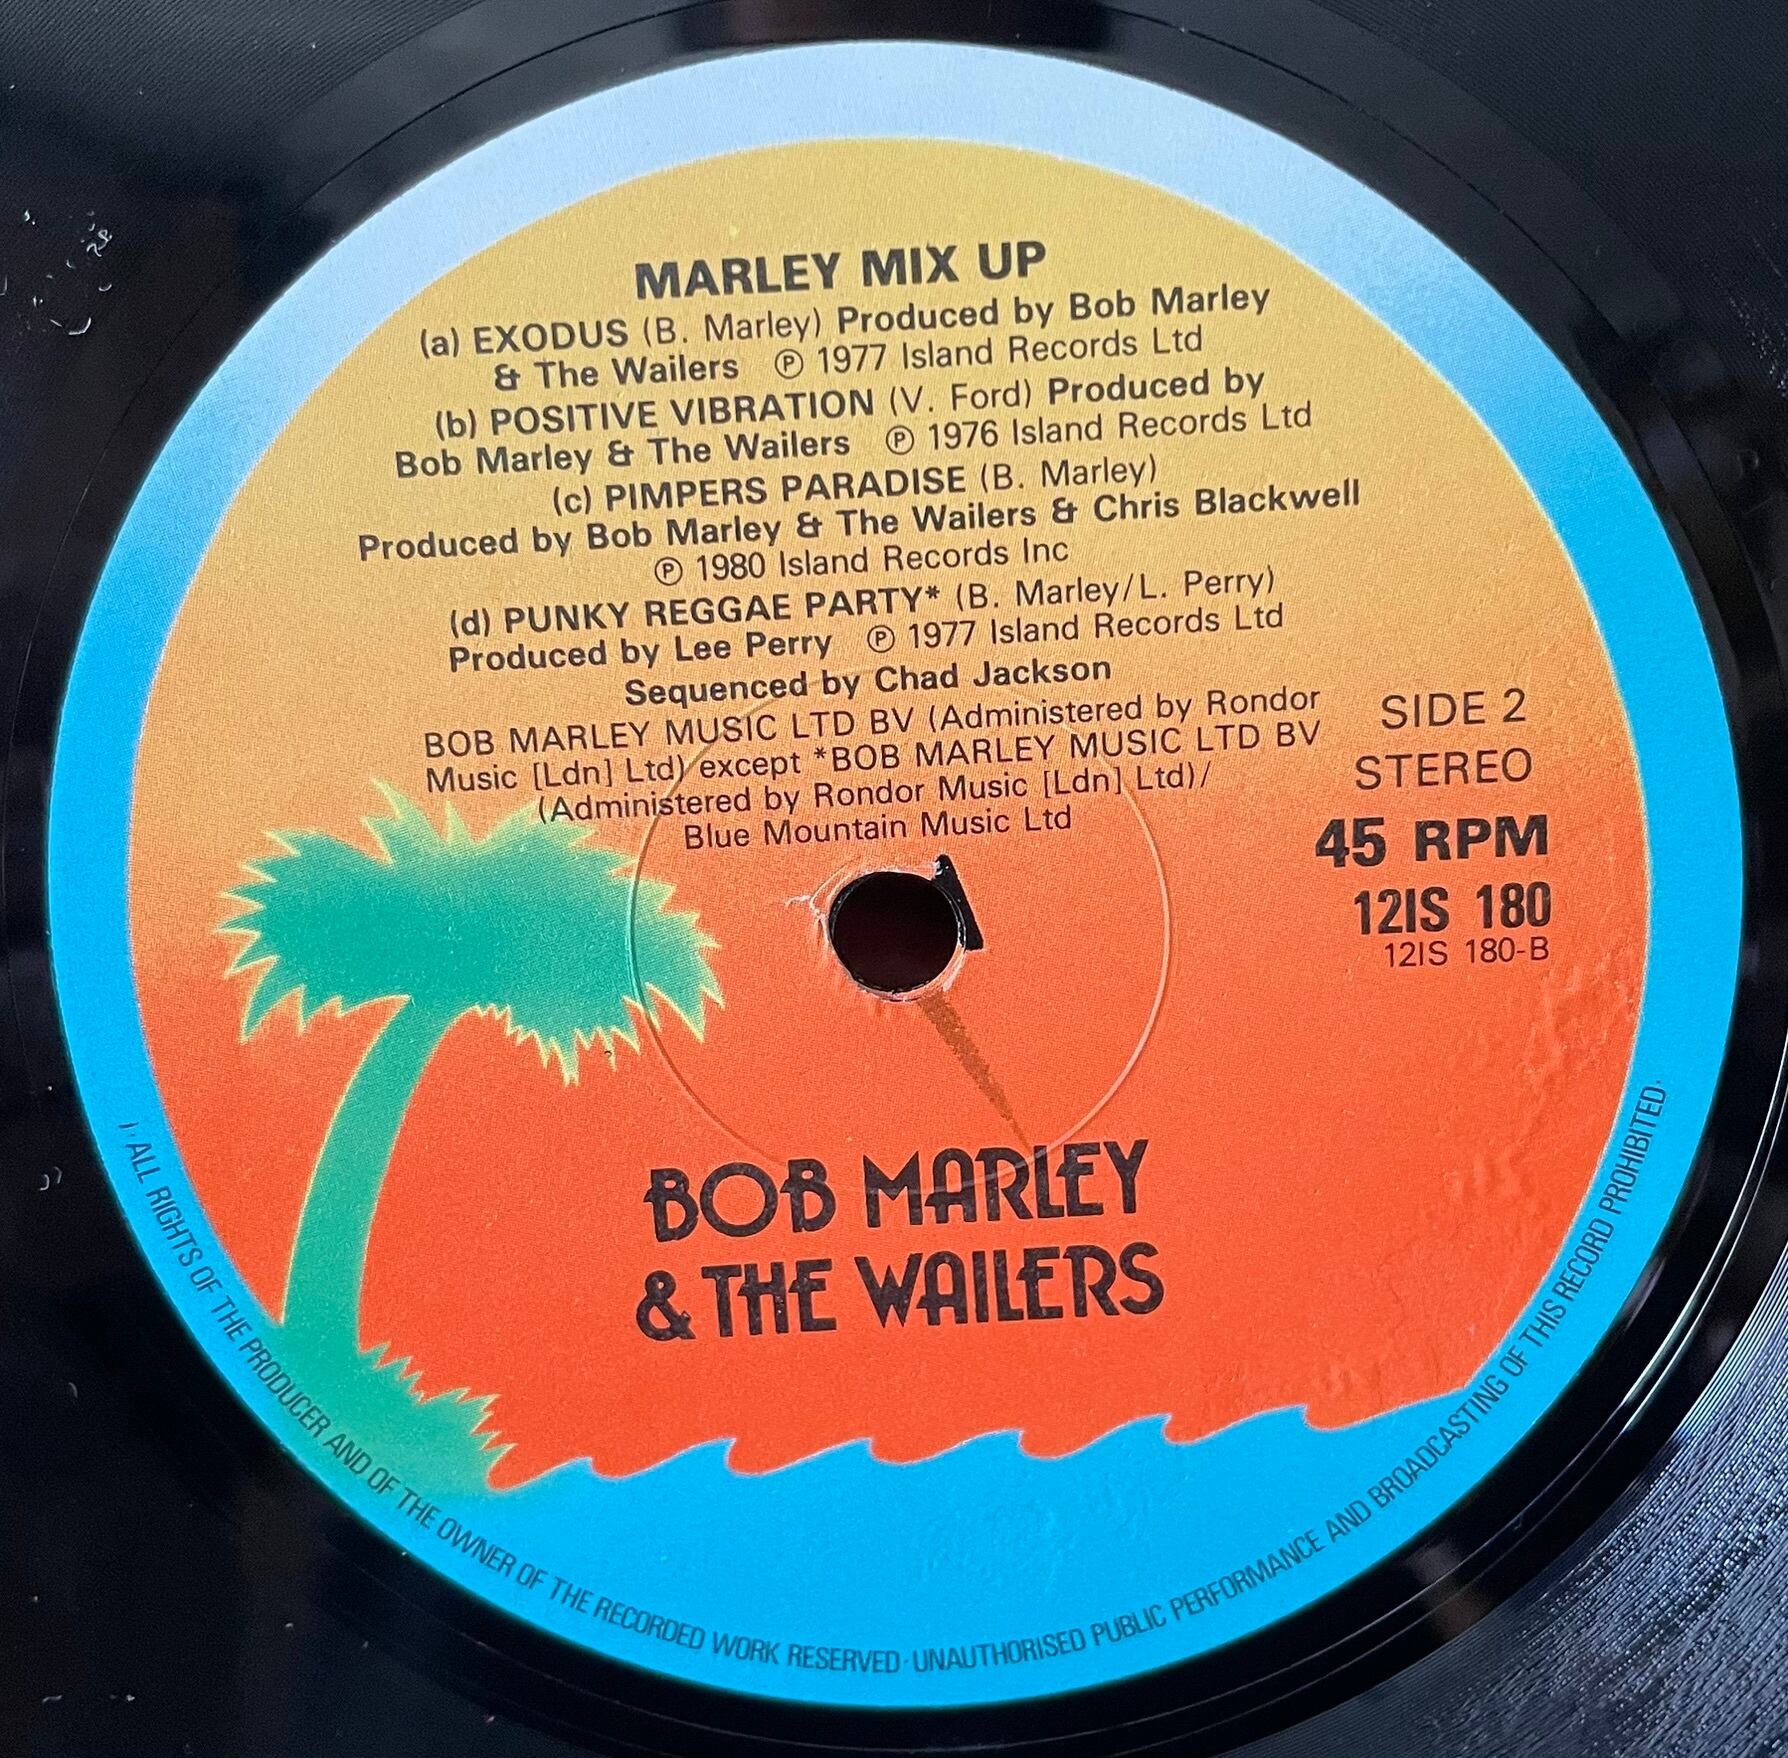 MARLEY MIX UP
(a) EXODUS (B. Marley) Produced by Bob Marley
& The Wailers ℗ 1977 Island Records Ltd
(b) POSITIVE VIBRATION (V. Ford) Produced by
Bob Marley & The Wailers ℗ 1976 Island Records Ltd
(c) PIMPERS PARADISE (B. Marley)
Produced by Bob Marley & The Wailers & Chris Blackwell
℗ 1980 Island Records Inc
(d) PUNKY REGGAE PARTY* (B. Marley/L. Perry)
Produced by Lee Perry ℗ 1977 Island Records Ltd
Sequenced by Chad Jackson
BOB MARLEY MUSIC LTD BV (Administered by Rondor
Music [Ldn] Ltd) except *BOB MARLEY MUSIC LTD BV
(Administered by Rondor Music [Ldn] Ltd)/
Blue Mountain Music Ltd
SIDE 2
STEREO
45 RPM
12IS 180
12IS 180-B
BOB MARLEY
& THE WAILERS
ALL RIGHTS OF THE PRODUCER AND OF THE OWNER OF THE RECORDED WORK RESERVED · UNAUTHORISED PUBLIC PERFORMANCE AND BROADCASTING OF THIS RECORD PROHIBITED ·